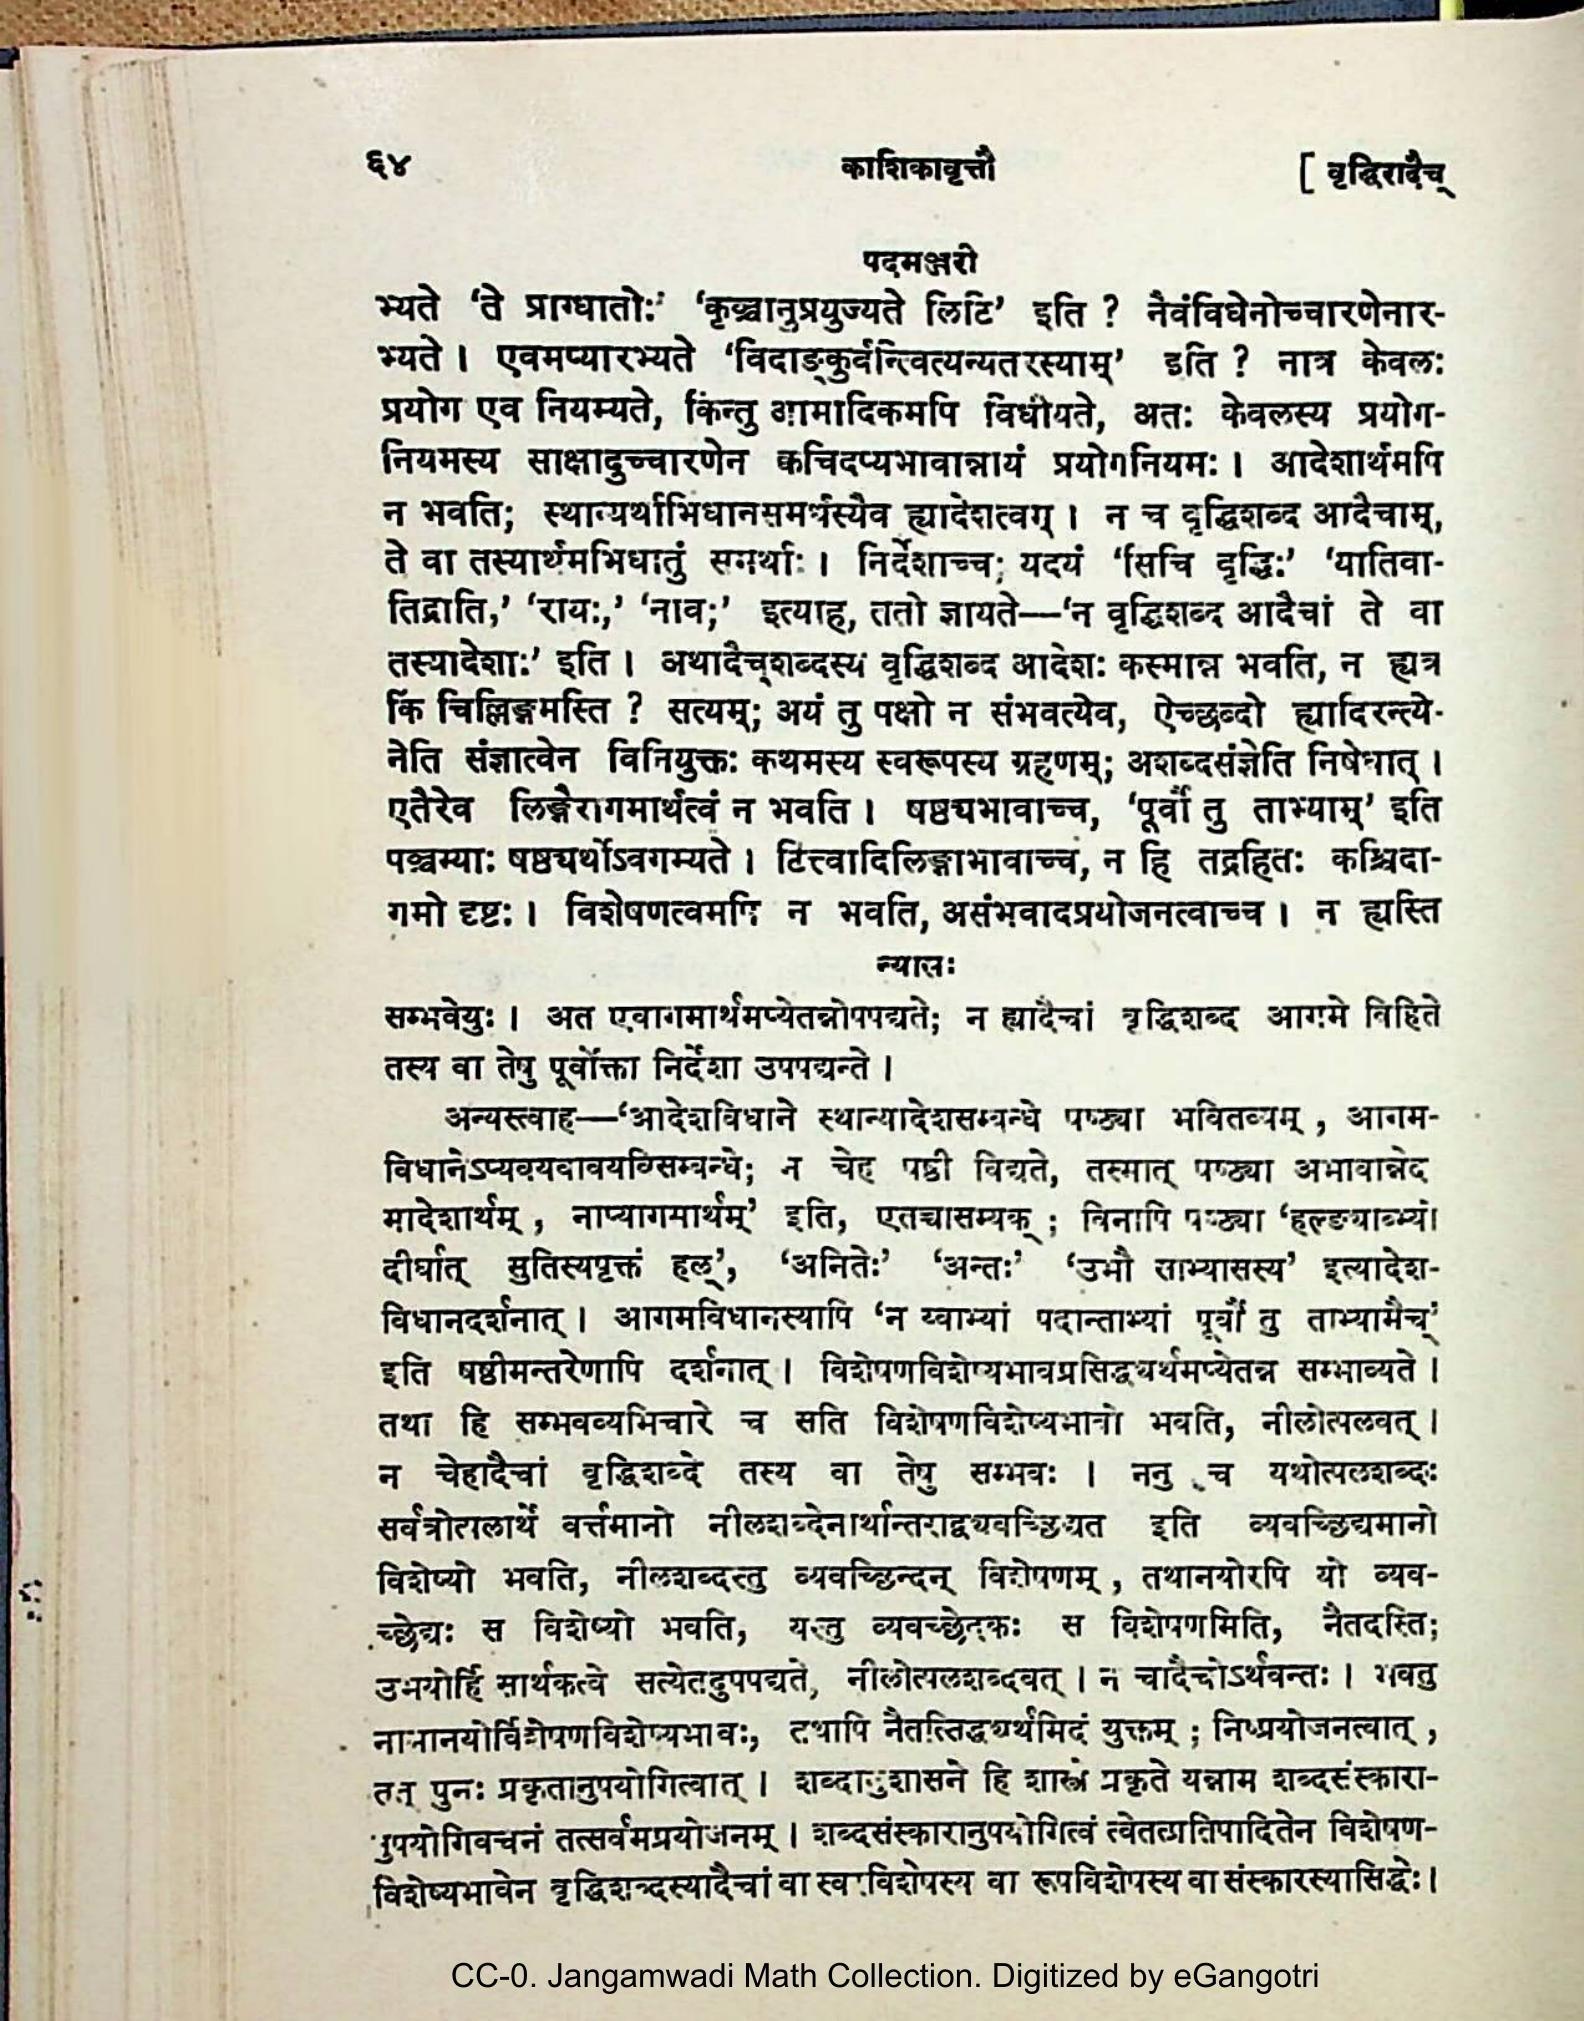 ६४ काशिकावृत्तौ [ वृद्धिरादैच्
पदमञ्जरी
भ्यते ‘ते प्राग्धातोः’ ‘कृञ्चानुप्रयुज्यते लिटि’ इति ? नैवंविधेनोच्चारणेनार-
भ्यते । एवमप्यारभ्यते ‘विदाङ्कुर्वन्त्वित्यन्यतरस्याम्’ इति ? नात्र केवलः
प्रयोग एव नियम्यते, किंन्तु आमादिकमपि विधीयते, अतः केवलस्य प्रयोग-
नियमस्य साक्षादुच्चारणेन क्वचिदप्यभावान्नायं प्रयोगनियमः । आदेशार्थमपि
न भवति; स्थान्यर्थाभिधानसमर्थस्यैव ह्यादेशत्वम् । न च वृद्धिशब्द आदैचाम्,
ते वा तस्यार्थमभिधातुं समर्थाः । निर्देशाच्च; यदयं ‘सिचि वृद्धिः’ ‘यातिवा-
तिद्राति,’ ‘रायः,’ ‘नाव;’ इत्याह, ततो ज्ञायते—‘न वृद्धिशब्द आदैचां ते वा
तस्यादेशाः’ इति । अथादैच्शब्दस्य वृद्धिशब्द आदेशः कस्मान्न भवति, न ह्यत्र
किं चिल्लिङ्गमस्ति ? सत्यम्; अयं तु पक्षो न संभवत्येव, ऐच्छब्दो ह्यादिरन्त्ये-
नेति संज्ञात्वेन विनियुक्तः कथमस्य स्वरूपस्य ग्रहणम्; अशब्दसंज्ञेति निषेधात् ।
एतैरेव लिङ्गैरागमार्थत्वं न भवति । षष्ठ्यभावाच्च, ‘पूर्वौ तु ताभ्याम्’ इति
पञ्चम्याः षष्ठ्यर्थोऽवगम्यते । टित्त्वादिलिङ्गाभावाच्च, न हि तद्रहितः कश्चिदा-
गमो दृष्टः । विशेषणत्वमपि न भवति, असंभवादप्रयोजनत्वाच्च । न ह्यस्ति
न्यासः
सम्भवेयुः । अत एवागमार्थमप्येतन्नोपपद्यते; न ह्यादैचां वृद्धिशब्द आगमे विहिते
तस्य वा तेषु पूर्वोक्ता निर्देशा उपपद्यन्ते ।
अन्यस्त्वाह—‘आदेशविधाने स्थान्यादेशसम्बन्धे षष्ठ्या भवितव्यम् , आगम-
विधानेऽप्यवयवावयविसम्बन्धे; न चेह षष्ठी विद्यते, तस्मात् षष्ठ्या अभावान्नेद
मादेशार्थम् , नाप्यागमार्थम्’ इति, एतच्चासम्यक् ; विनापि षष्ठ्या ‘हल्ङ्याब्भ्यां
दीर्घात् सुतिस्यपृक्तं हल्’, ‘अनितेः’ ‘अन्तः’ ‘उभौ साभ्यासस्य’ इत्यादेश-
विधानदर्शनात् । आगमविधानस्यापि ‘न य्वाभ्यां पदान्ताभ्यां पूर्वौ तु ताभ्यामैच्’
इति षष्ठीमन्तरेणापि दर्शनात् । विशेषणविशेष्यभावप्रसिद्ध्यर्थमप्येतन्न सम्भाव्यते ।
तथा हि सम्भवव्यभिचारे च सति विशेषणविशेष्यभावो भवति, नीलोत्पलवत् ।
न चेहादैचां वृद्धिशब्दे तस्य वा तेषु सम्भवः । ननु च यथोत्पलशब्दः
सर्वत्रोत्पलार्थे वर्त्तमानो नीलशब्देनार्थान्तराद्व्यवच्छिद्यत इति व्यवच्छिद्यमानो
विशेष्यो भवति, नीलशब्दस्तु व्यवच्छिन्दन् विशेषणम् , तथानयोरपि यो व्यव-
च्छेद्यः स विशेष्यो भवति, यस्तु व्यवच्छेदकः स विशेषणमिति, नैतदस्ति;
उभयोर्हि सार्थकत्वे सत्येतदुपपद्यते, नीलोत्पलशब्दवत् । न चादैचोऽर्थवन्तः । भवतु
नामानयोर्विशेषणविशेष्यभावः, तथापि नैतत्सिद्ध्यर्थमिदं युक्तम् ; निष्प्रयोजनत्वात् ,
तत् पुनः प्रकृतानुपयोगित्वात् । शब्दानुशासने हि शास्त्रे प्रकृते यन्नाम शब्दसंस्कारा-
नुपयोगिवचनं तत्सर्वमप्रयोजनम् । शब्दसंस्कारानुपयोगित्वं त्वेतत्प्रतिपादितेन विशेषण-
विशेष्यभावेन वृद्धिशब्दस्यादैचां वा स्वरविशेषस्य वा रूपविशेषस्य वा संस्कारस्यासिद्धेः।
CC-0. Jangamwadi Math Collection. Digitized by eGangotri